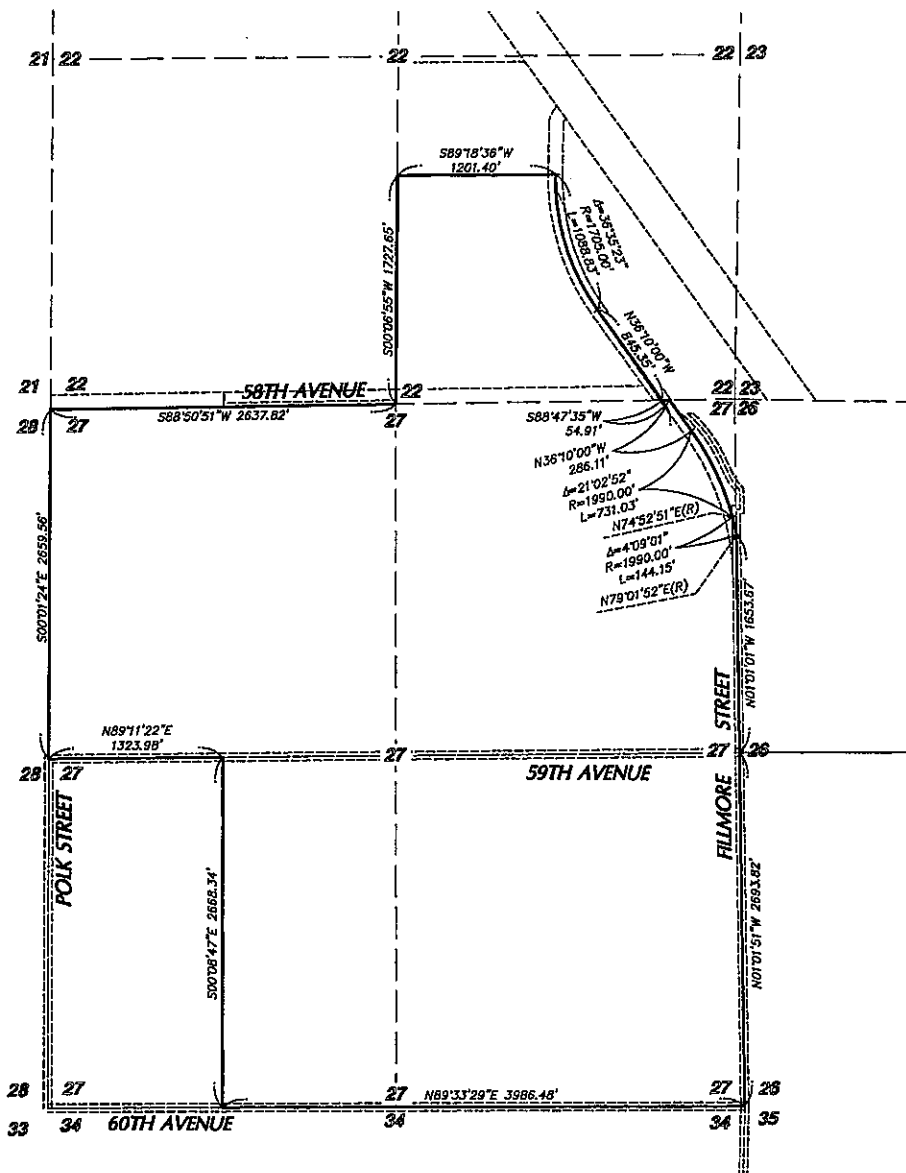 21 22
22
22 23
S89°18'36"W
1201.40'
S00°06'55"W 1727.65'
Δ=36°35'23"
R=1705.00'
L=1088.83'
N36°10'00"W
845.35'
21 22
58TH AVENUE
22
22 23
28 27
S88°50'51"W 2637.82'
27
27 26
S88°47'35"W
54.91'
N36°10'00"W
286.11'
Δ=21°02'52"
R=1990.00'
L=731.03'
N74°52'51"E(R)
Δ=4°09'01"
R=1990.00'
L=144.15'
N79°01'52"E(R)
S00°01'24"E 2659.56'
N01°01'01"W 1653.67'
N89°11'22"E
1323.98'
28 27
27
27 26
59TH AVENUE
POLK STREET
FILLMORE STREET
S00°08'47"E 2668.34'
N01°01'51"W 2693.82'
28 27
27
N89°33'29"E 3986.48'
27 26
33 34
60TH AVENUE
34
34 35